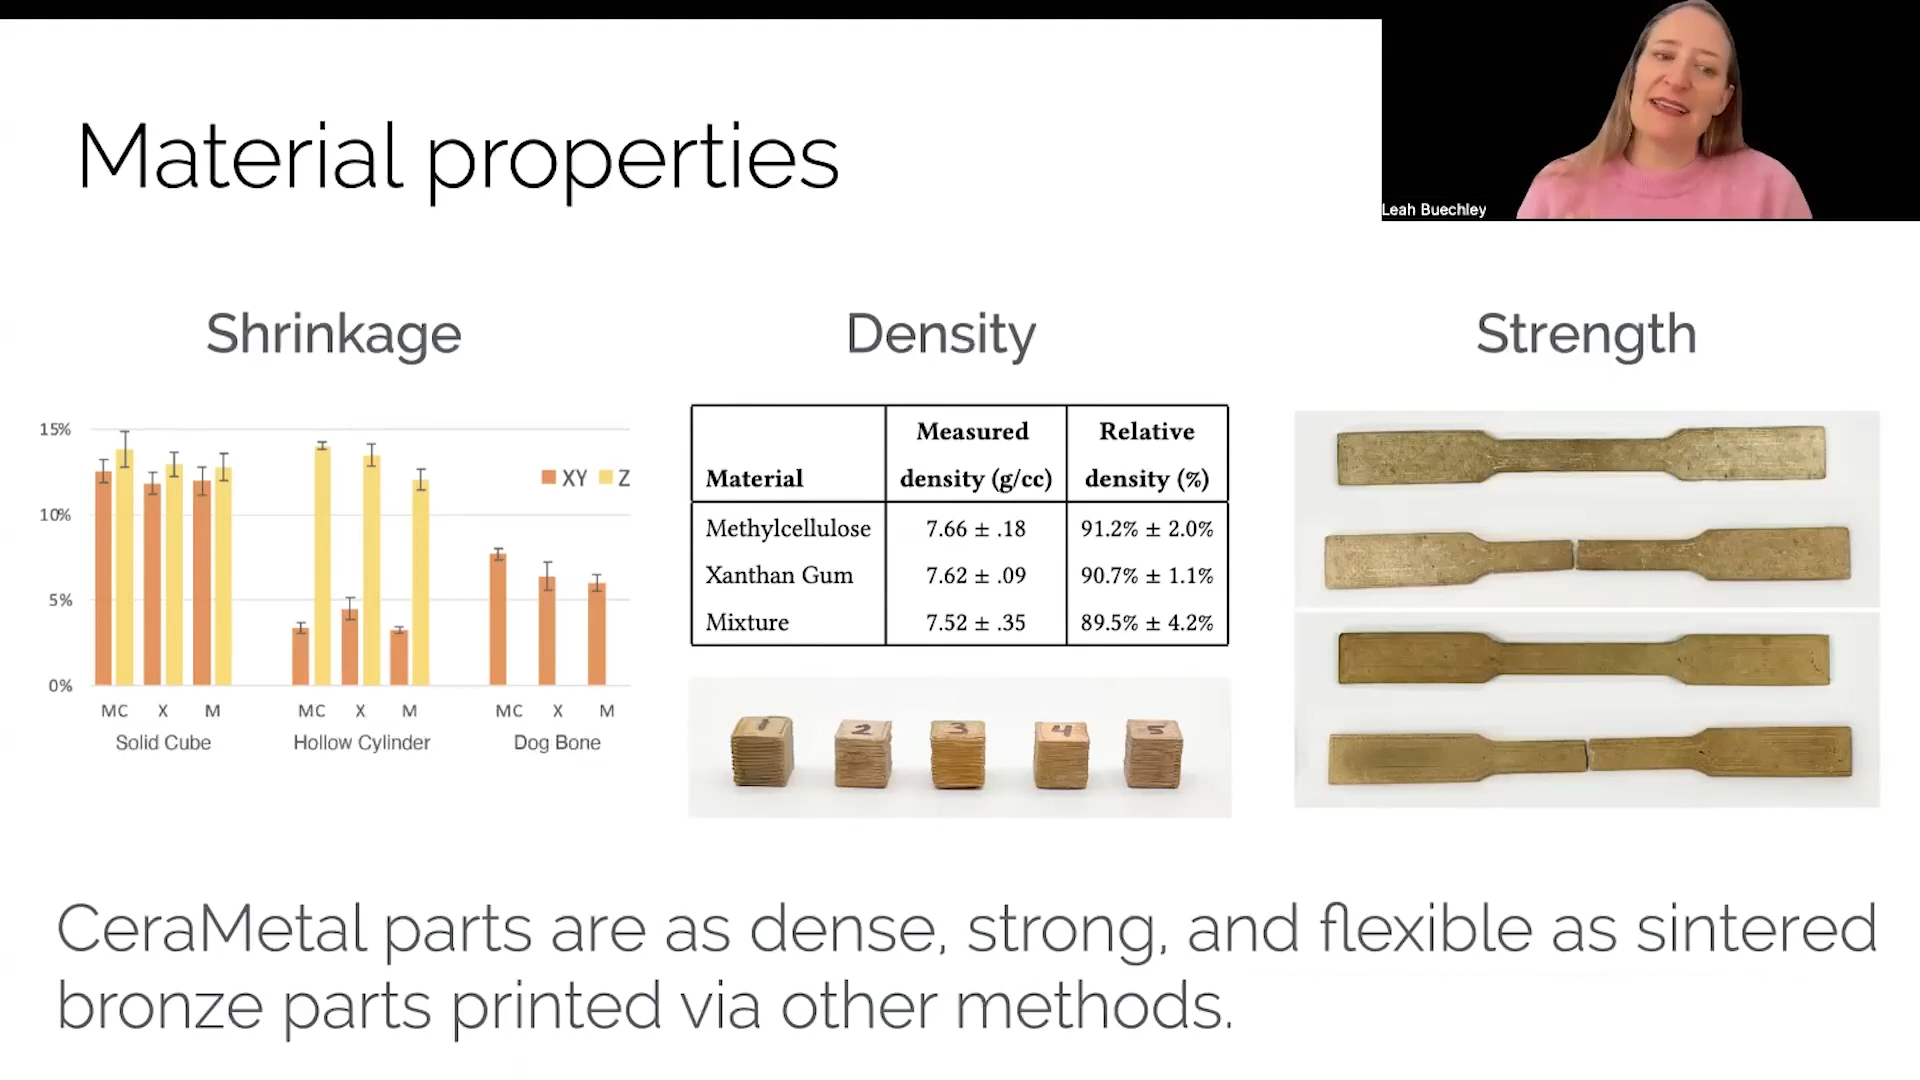 Material properties
Leah Buechley
Shrinkage
15%
10%
5%
0%
XY Z
MC X M MC X M MC X M
Solid Cube Hollow Cylinder Dog Bone
Density
Measured Relative
Material density (g/cc) density (%)
Methylcellulose 7.66 ± .18 91.2% ± 2.0%
Xanthan Gum 7.62 ± .09 90.7% ± 1.1%
Mixture 7.52 ± .35 89.5% ± 4.2%
1 2 3 4 5
Strength
CeraMetal parts are as dense, strong, and flexible as sintered
bronze parts printed via other methods.